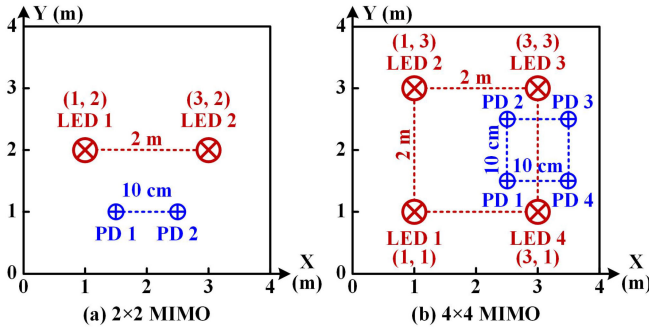 Y (m)
4
(1, 2) (3, 2)
LED 1 LED 2
3
2 m
2
10 cm
1
PD 1 PD 2
0
0 1 2 3 4
X
(m)
(a) 2×2 MIMO
Y (m)
4
(1, 3) (3, 3)
LED 2 LED 3
2 m
3
PD 2 PD 3
2 m
10 cm
2
10 cm
PD 1 PD 4
1
LED 1 LED 4
(1, 1) (3, 1)
0
0 1 2 3 4
X
(m)
(b) 4×4 MIMO